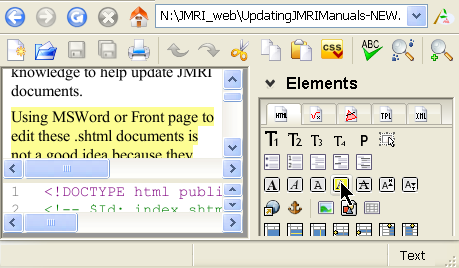 N:\JMRI_web\UpdatingJMRIManuals-NEW.
CSS
ABC
knowledge to help update JMRI
documents.
Using MSWord or Front page to
edit these .shtml documents is
not a good idea because they
1 <!DOCTYPE html publi
2 <!-- $Id: index shtm
Elements
HTML
TPL XML
T1 T2 T3 T4 P
A A A A A A
Text